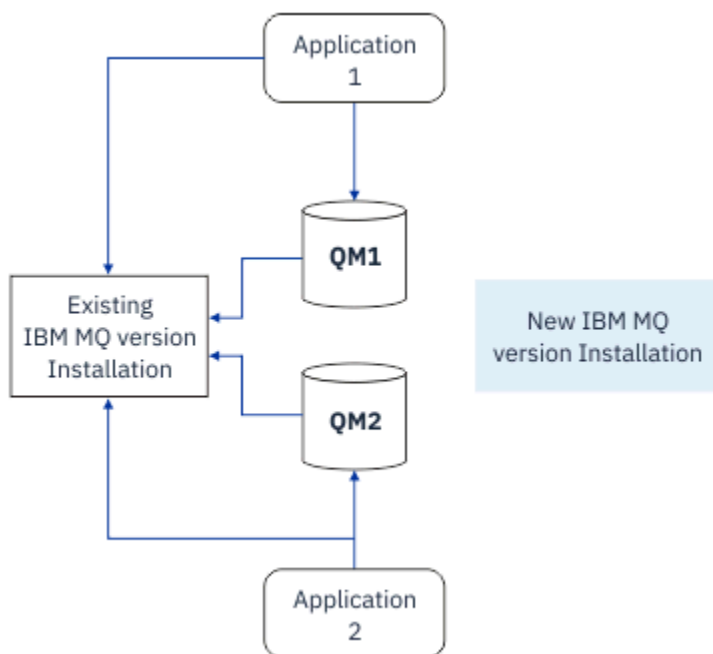 Application
1
QM1
Existing
IBM MQ version
Installation
New IBM MQ
version Installation
QM2
Application
2